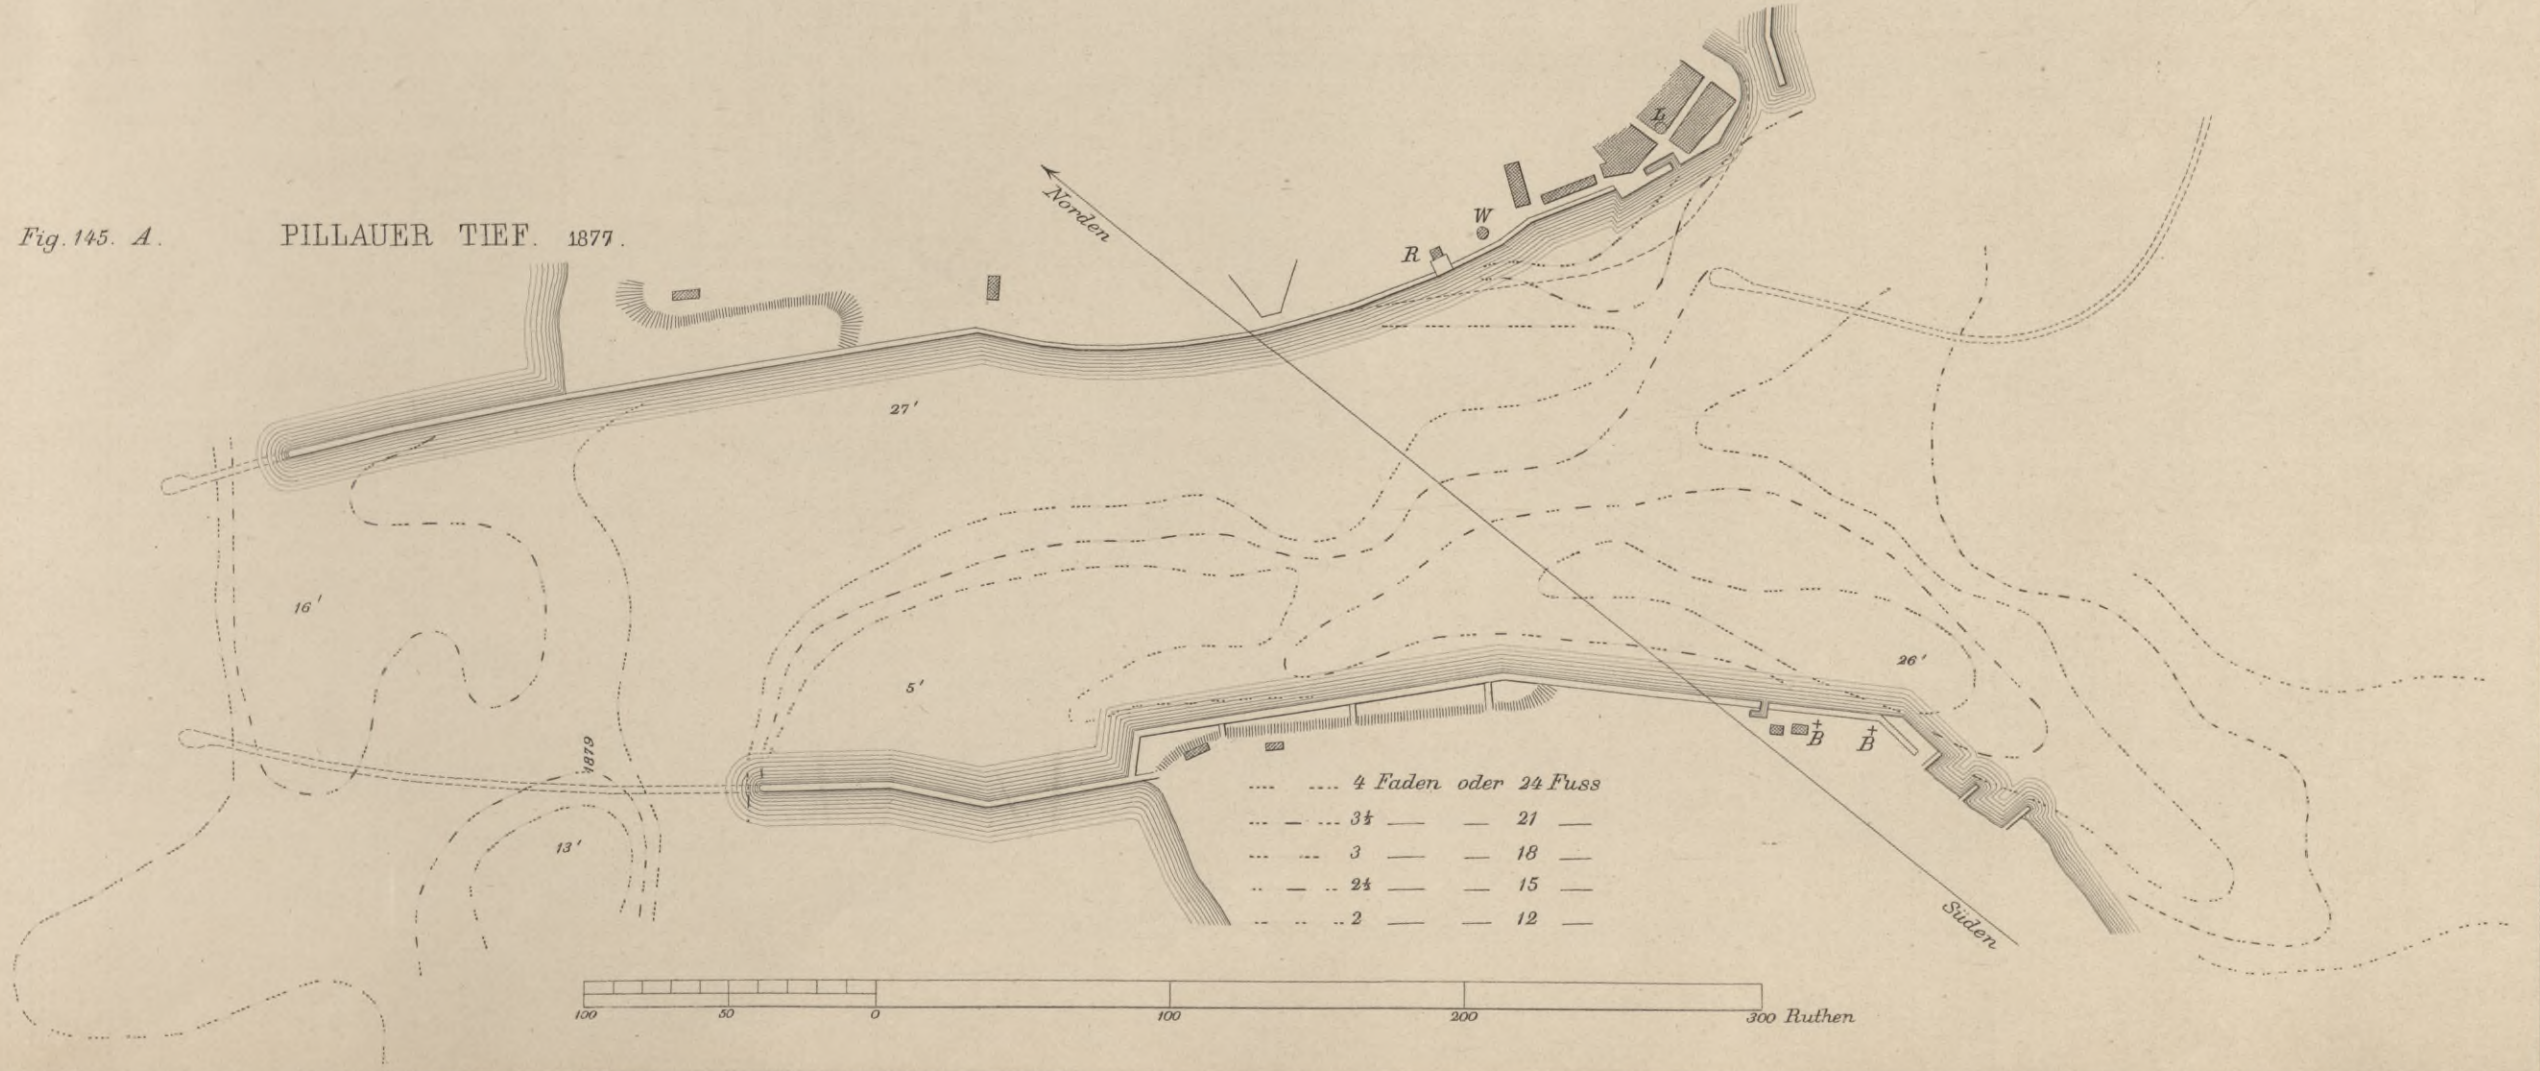 Fig. 145. A. PILLAUER TIEF. 1877.
L
W
R
Norden
27'
16'
5'
26'
B B
1879
13'
4 Faden oder 24 Fuss
3½ — — 21 —
3 — — 18 —
2½ — — 15 —
2 — — 12 —
Süden
100 50 0 100 200 300 Ruthen